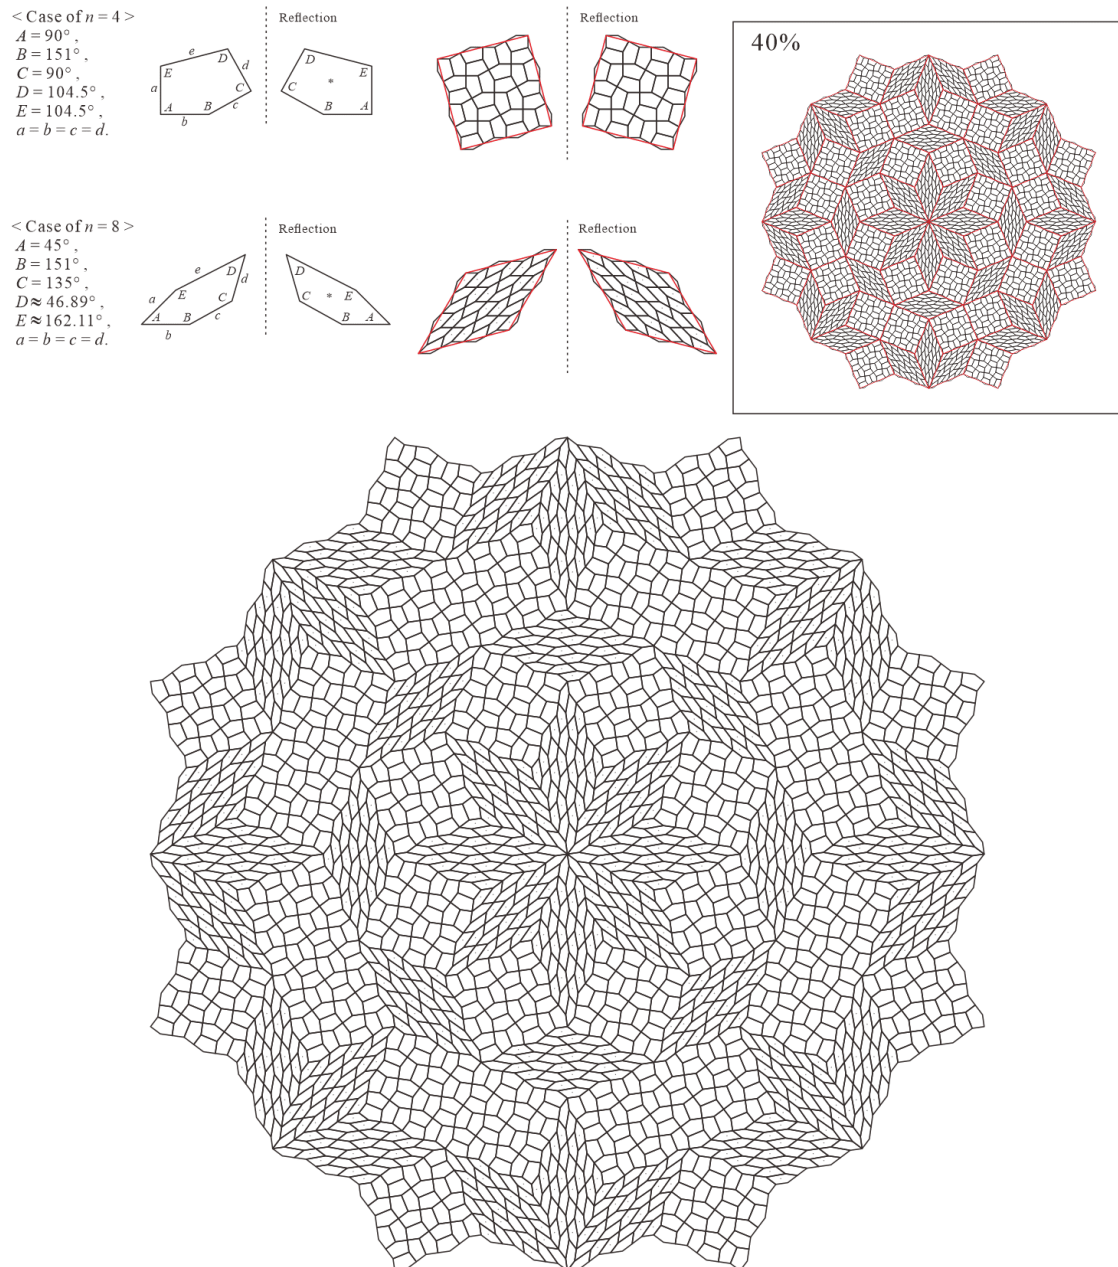 < Case of n = 4 >
A = 90° ,
B = 151° ,
C = 90° ,
D = 104.5° ,
E = 104.5° ,
a = b = c = d.
e
D
d
E
a
C
A
B
c
b
Reflection
D
E
*
C
B
A
Reflection
40%
< Case of n = 8 >
A = 45° ,
B = 151° ,
C = 135° ,
D ≈ 46.89° ,
E ≈ 162.11° ,
a = b = c = d.
e
D
d
a
E
C
A
B
c
b
Reflection
D
C
*
E
B
A
Reflection